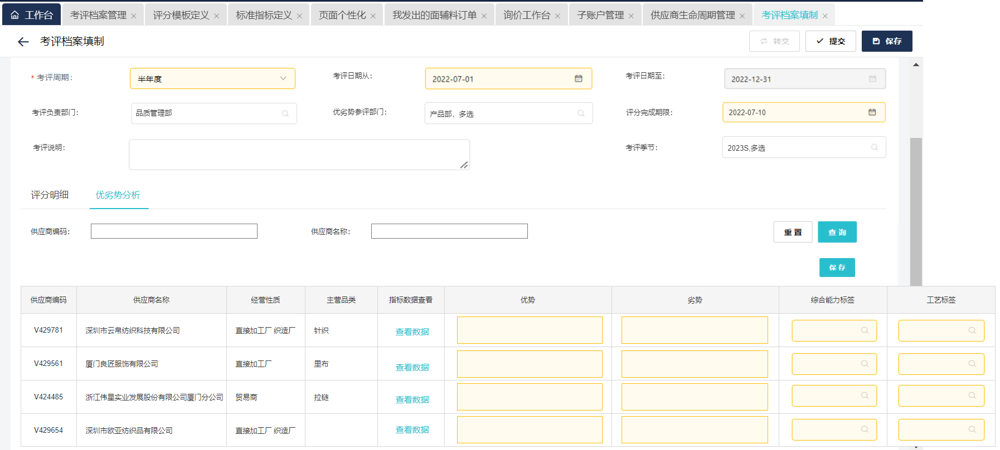 工作台 考评档案管理 × 评分模板定义 × 标准指标定义 × 页面个性化 × 我发出的面辅料订单 × 询价工作台 × 子账户管理 × 供应商生命周期管理 × 考评档案填制 ×
考评档案填制 转交 提交 保存
* 考评周期: 半年度 考评日期从: 2022-07-01 考评日期至: 2022-12-31
考评负责部门: 品质管理部 优劣势参评部门: 产品部，多选 评分完成期限: 2022-07-10
考评说明: 考评季节: 2023S,多选
评分明细 优劣势分析
供应商编码: 供应商名称: 重置 查询
保存
供应商编码 供应商名称 经营性质 主营品类 指标数据查看 优势 劣势 综合能力标签 工艺标签
V429781 深圳市云帛纺织科技有限公司 直接加工厂 织造厂 针织 查看数据
V429561 厦门良匠服饰有限公司 直接加工厂 里布 查看数据
V424485 浙江伟星实业发展股份有限公司厦门分公司 贸易商 拉链 查看数据
V429654 深圳市欧亚纺织品有限公司 直接加工厂 织造厂 查看数据